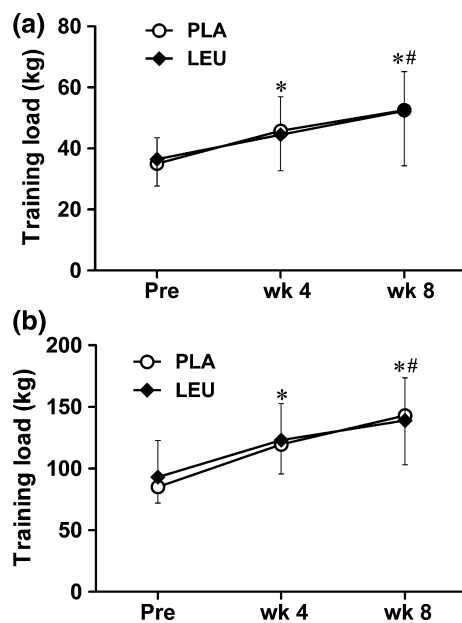 (a)
PLA
LEU
Training load (kg)
80
60
40
20
0
*
*#
Pre wk 4 wk 8
(b)
PLA
LEU
Training load (kg)
200
150
100
50
0
*
*#
Pre wk 4 wk 8